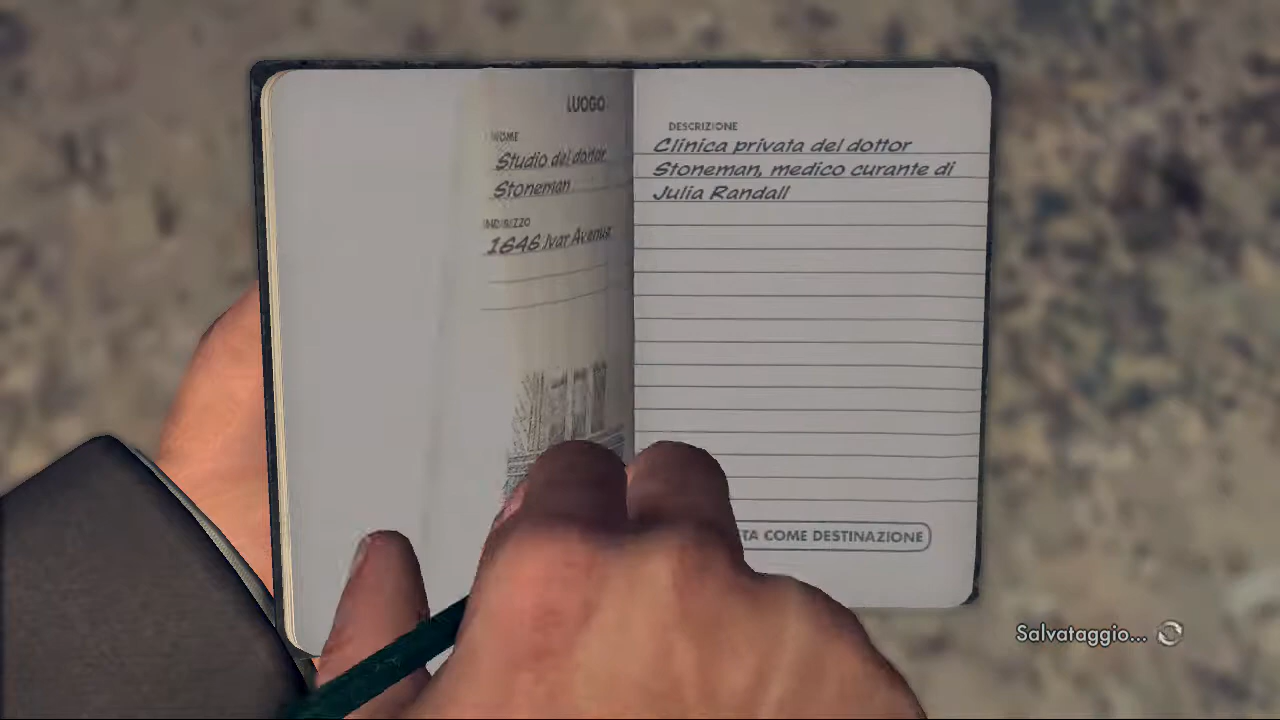 LUOGO
NOME
Studio del dottor
Stoneman
INDIRIZZO
1646 Ivar Avenue
DESCRIZIONE
Clinica privata del dottor
Stoneman, medico curante di
Julia Randall
COME DESTINAZIONE
Salvataggio...